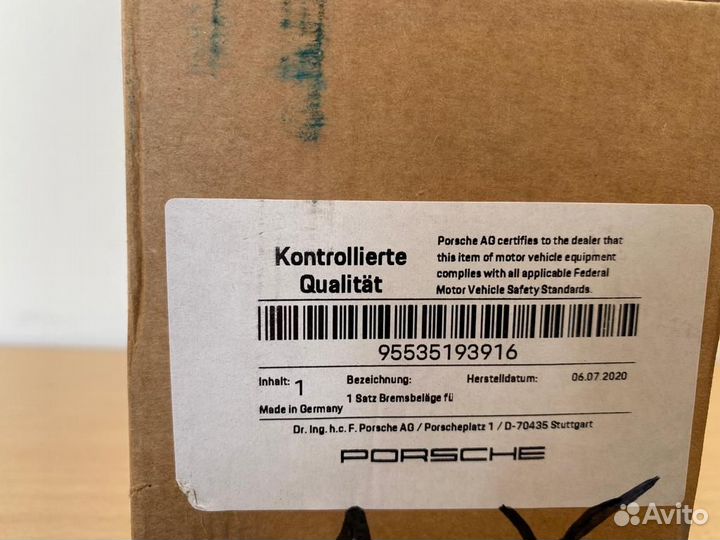 Kontrollierte
Qualität
Porsche AG certifies to the dealer that
this item of motor vehicle equipment
complies with all applicable Federal
Motor Vehicle Safety Standards.
95535193916
Inhalt: 1 Bezeichnung: Herstelldatum: 06.07.2020
1 Satz Bremsbeläge fü
Made in Germany
Dr. Ing. h.c. F. Porsche AG / Porscheplatz 1 / D-70435 Stuttgart
PORSCHE
Avito